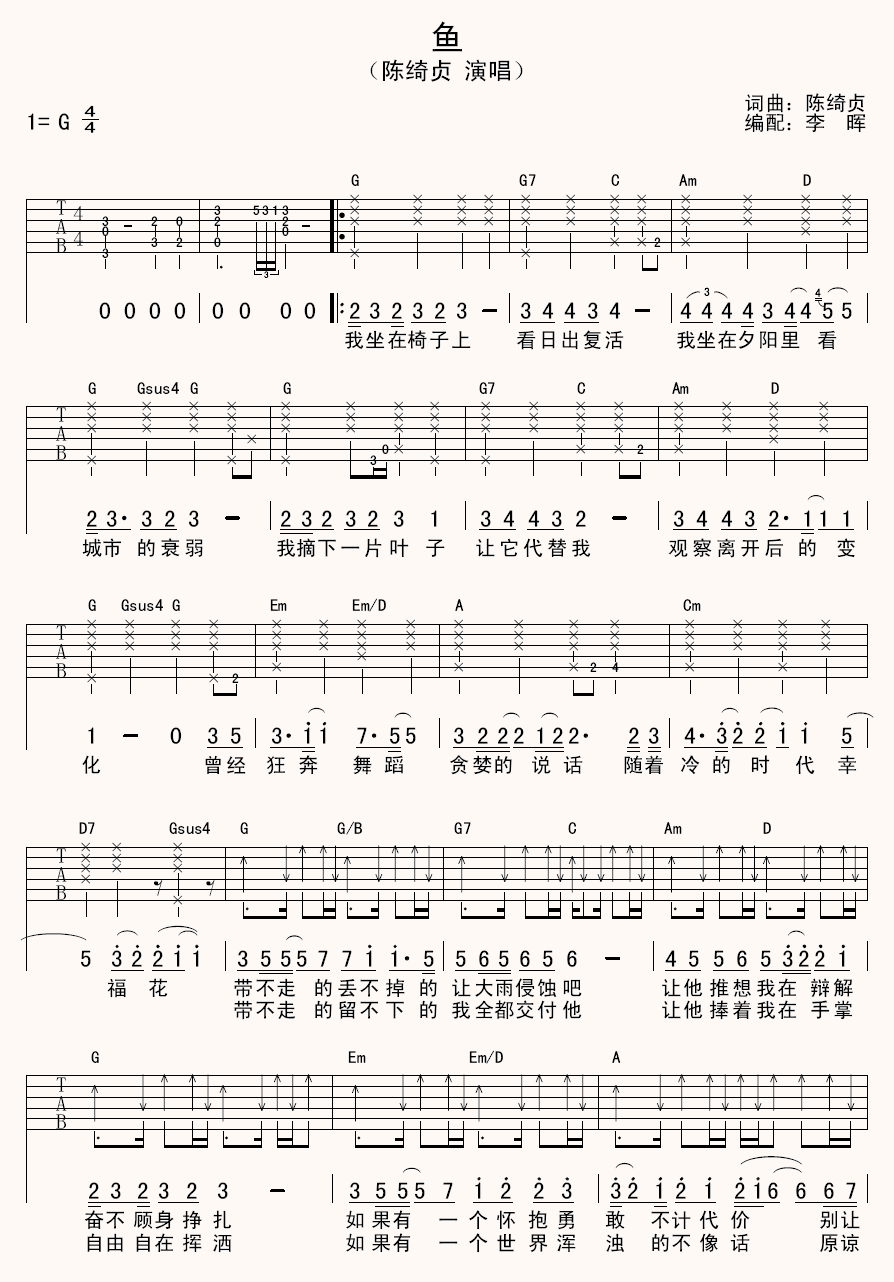 鱼
（陈绮贞 演唱）
词曲：陈绮贞
1= G 4/4
编配：李 晖
G G7 C Am D
0 0 0 0 0 0 0 0 2 3 2 3 2 3 - 3 4 4 3 4 - 4 4 4 4 3 4 4 5 5
我坐在椅子上 看日出复活 我坐在夕阳里 看
G Gsus4 G G G7 C Am D
2 3· 3 2 3 - 2 3 2 3 2 3 1 3 4 4 3 2 - 3 4 4 3 2· 1 1 1
城市 的衰弱 我摘下一片叶 子 让它代替我 观察离开后 的 变
G Gsus4 G Em Em/D A Cm
1 - 0 3 5 3· 1 1 7· 5 5 3 2 2 2 1 2 2· 2 3 4· 3 2 2 1 1 5
化 曾经 狂 奔 舞 蹈 贪婪的 说 话 随着 冷 的 时 代 幸
D7 Gsus4 G G/B G7 C Am D
5 3 2 2 1 1 3 5 5 5 7 7 1 1· 5 5 6 5 6 5 6 - 4 5 5 6 5 3 2 2 1
福 花 带不走 的丢不掉 的 让大雨侵蚀吧 让他推想我在 辩解
带不走 的留不下 的 我全都交付他 让他捧着我在 手掌
G Em Em/D A
2 3 2 3 2 3 - 3 5 5 5 7 1 2 2 3 3 2 1 2 1 2 1 6 6 6 7
奋不顾身挣扎 如果有 一个怀抱勇 敢 不计代价 别让
自由自在挥洒 如果有 一个世界浑 浊 的不像话 原谅